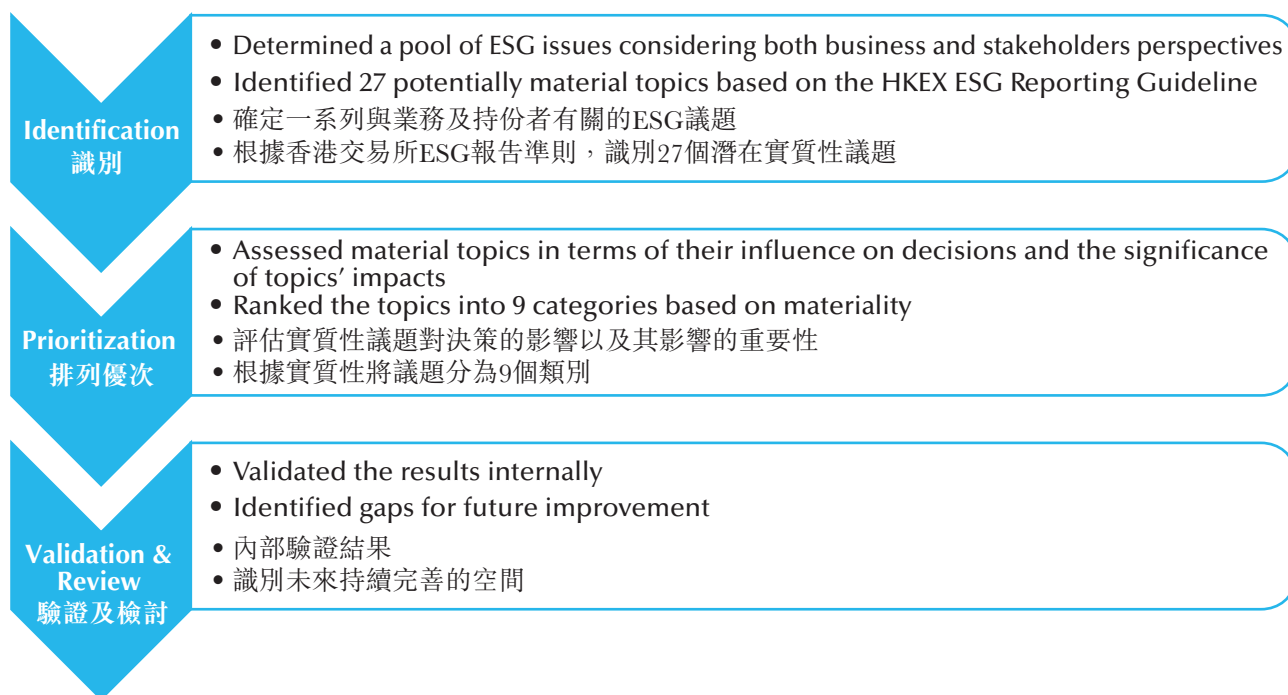 Identification
識別
• Determined a pool of ESG issues considering both business and stakeholders perspectives
• Identified 27 potentially material topics based on the HKEX ESG Reporting Guideline
• 確定一系列與業務及持份者有關的ESG議題
• 根據香港交易所ESG報告準則，識別27個潛在實質性議題
Prioritization
排列優次
• Assessed material topics in terms of their influence on decisions and the significance
of topics’ impacts
• Ranked the topics into 9 categories based on materiality
• 評估實質性議題對決策的影響以及其影響的重要性
• 根據實質性將議題分為9個類別
Validation &
Review
驗證及檢討
• Validated the results internally
• Identified gaps for future improvement
• 內部驗證結果
• 識別未來持續完善的空間